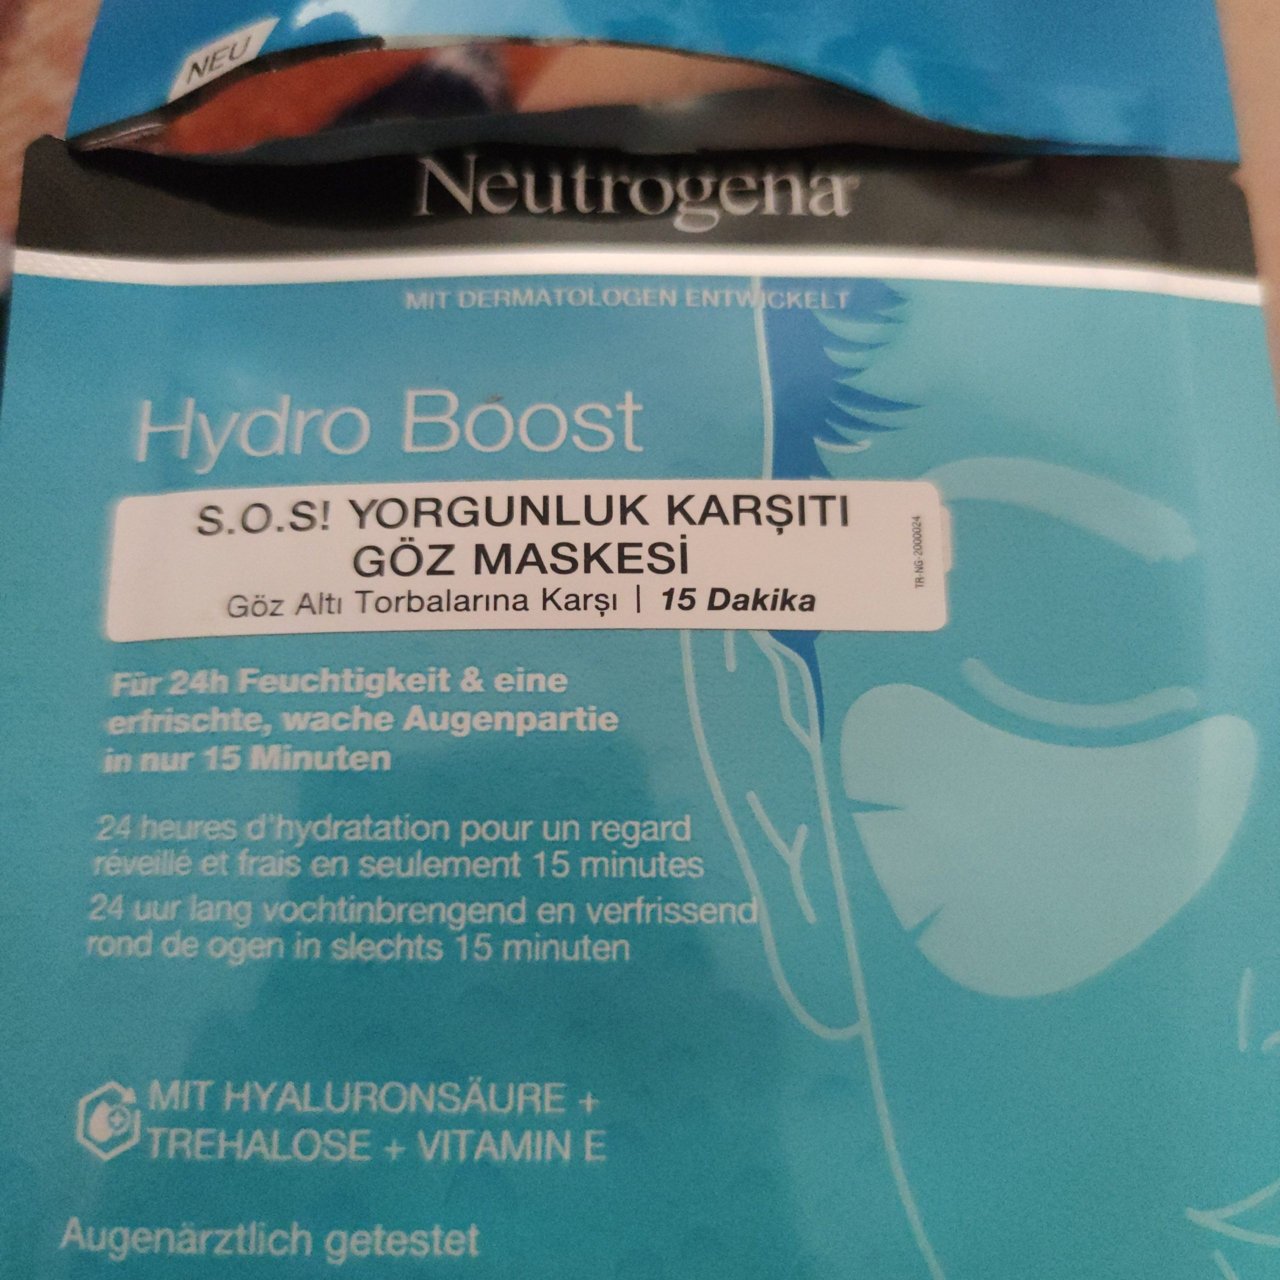 NEU
Neutrogena
MIT DERMATOLOGEN ENTWICKELT
Hydro Boost
S.O.S! YORGUNLUK KARŞITI
GÖZ MASKESİ
Göz Altı Torbalarına Karşı | 15 Dakika
TR-NG-2000024
Für 24h Feuchtigkeit & eine
erfrischte, wache Augenpartie
in nur 15 Minuten
24 heures d'hydratation pour un regard
réveillé et frais en seulement 15 minutes
24 uur lang vochtinbrengend en verfrissend
rond de ogen in slechts 15 minuten
MIT HYALURONSÄURE +
TREHALOSE + VITAMIN E
Augenärztlich getestet